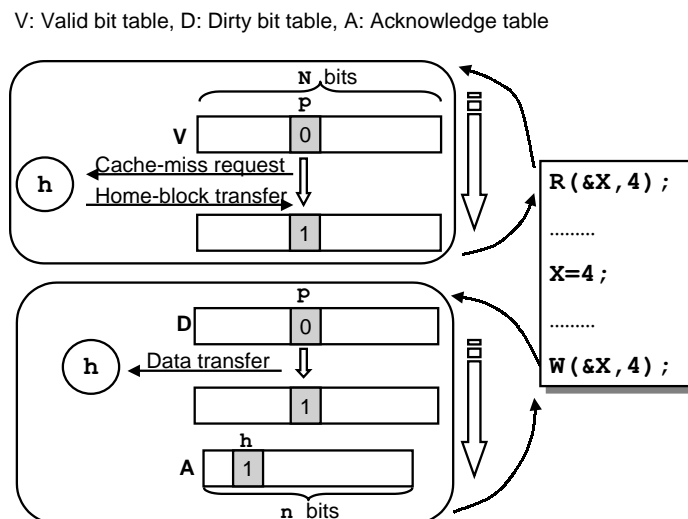 V: Valid bit table, D: Dirty bit table, A: Acknowledge table
N bits
p
V
0
Cache-miss request
h
Home-block transfer
1
R(&X,4);
.........
X=4;
.........
W(&X,4);
p
D
0
h
Data transfer
1
h
A
1
n bits